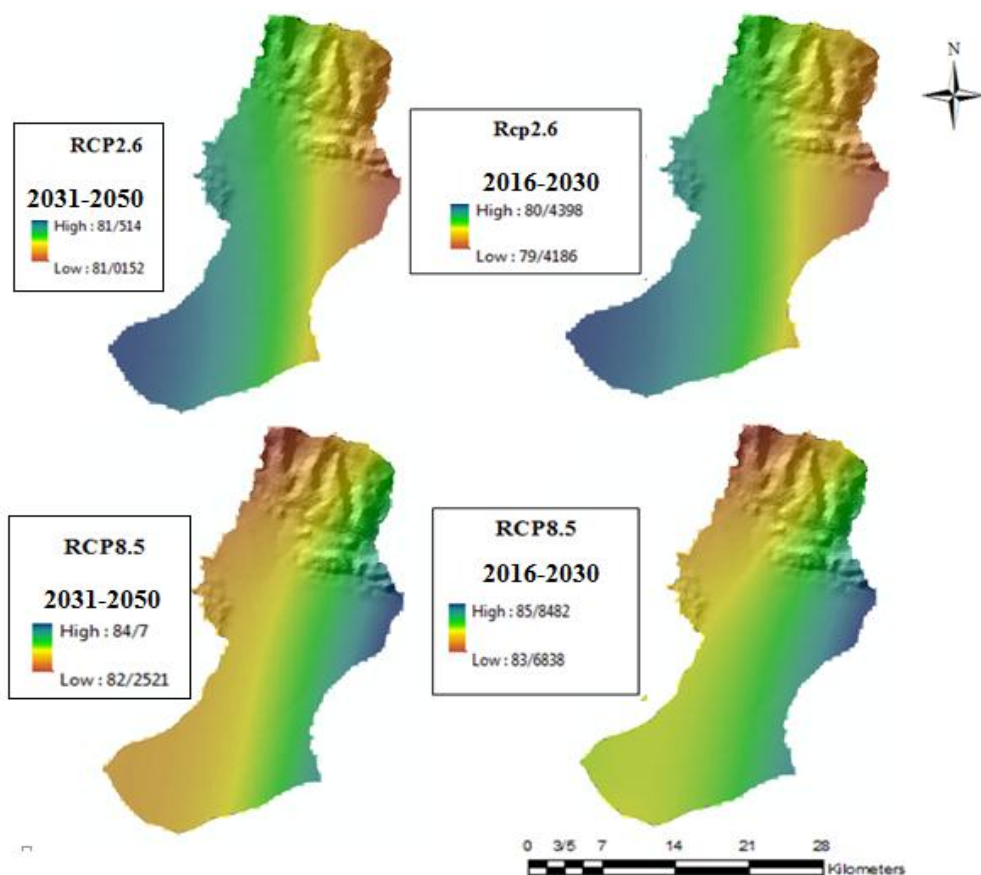 N
RCP2.6
2031-2050
High : 81/514
Low : 81/0152
Rcp2.6
2016-2030
High : 80/4398
Low : 79/4186
RCP8.5
2031-2050
High : 84/7
Low : 82/2521
RCP8.5
2016-2030
High : 85/8482
Low : 83/6838
0 3/5 7 14 21 28
Kilometers